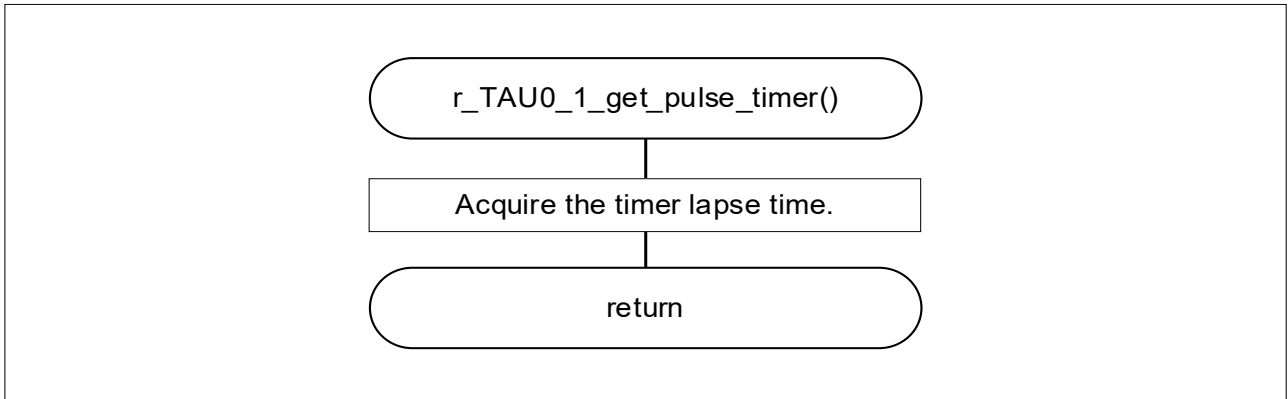 r_TAU0_1_get_pulse_timer()
Acquire the timer lapse time.
return